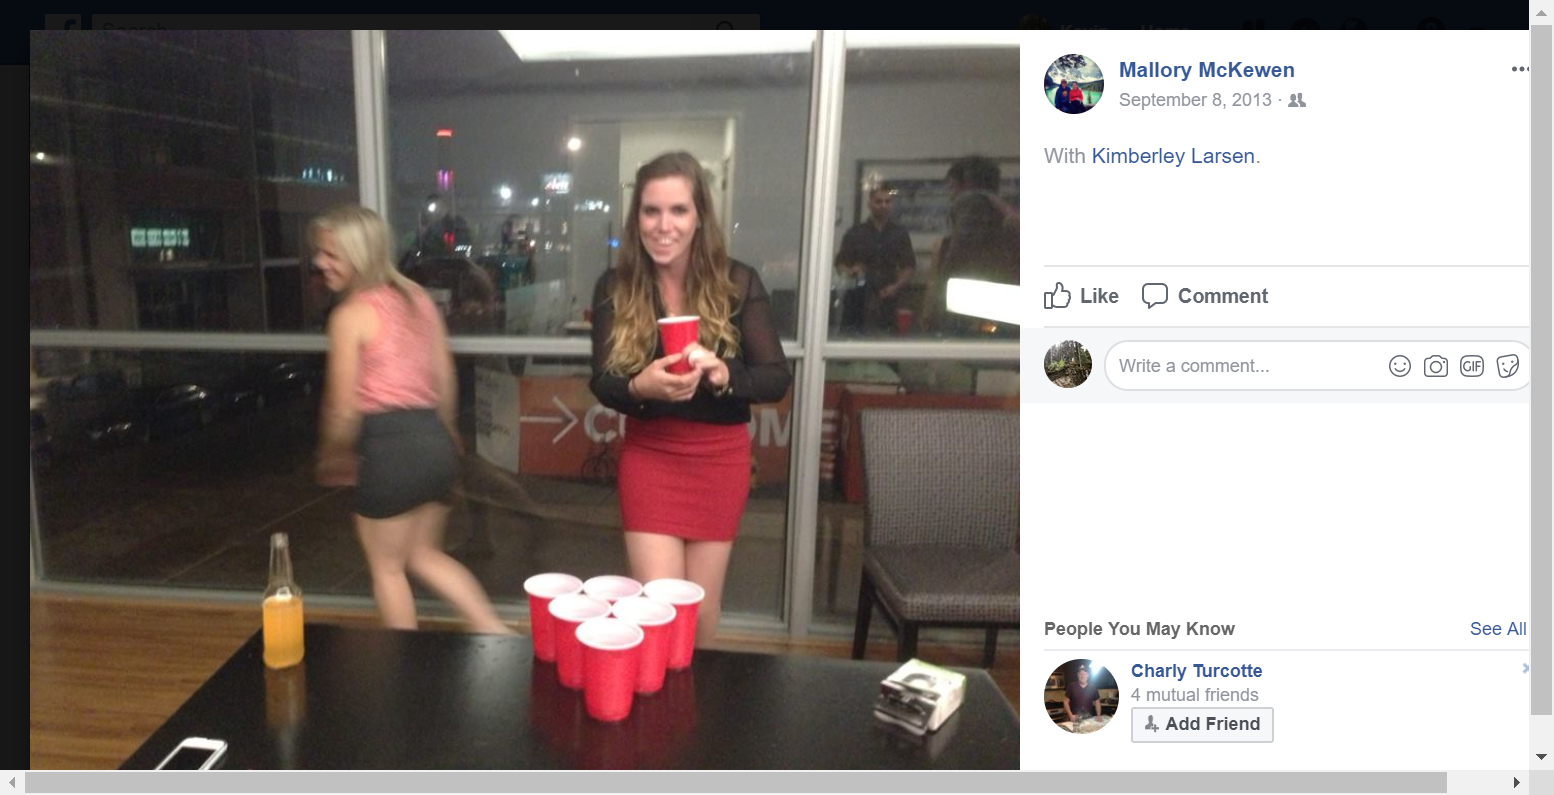 Search
Mallory McKewen
September 8, 2013 ·
With Kimberley Larsen.
Like Comment
Write a comment...
GIF
People You May Know
See All
Charly Turcotte
4 mutual friends
Add Friend